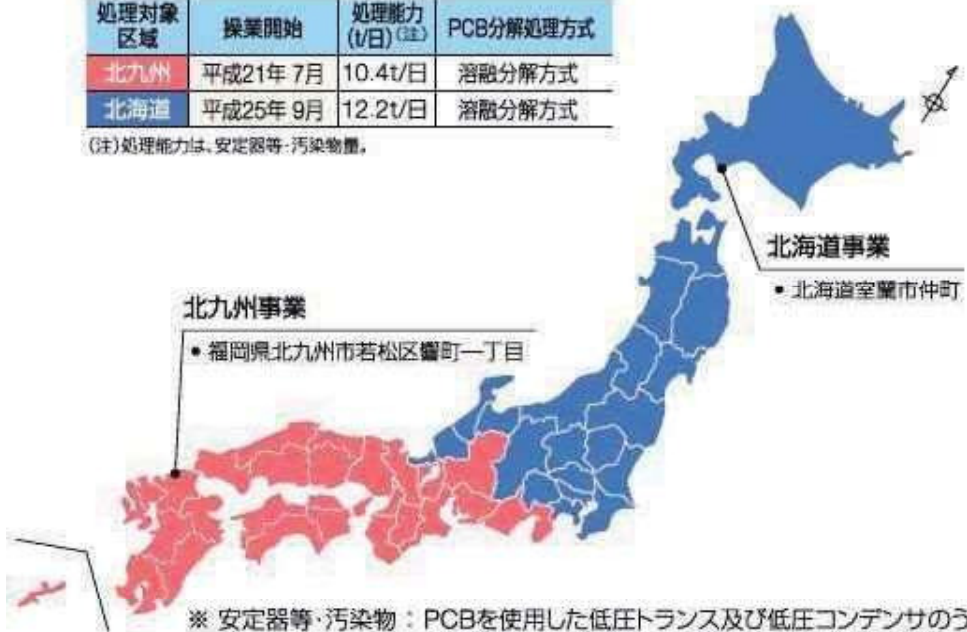 処理対象区域 操業開始 処理能力(t/日)(注) PCB分解処理方式
北九州 平成21年 7月 10.4t/日 溶融分解方式
北海道 平成25年 9月 12.2t/日 溶融分解方式
(注)処理能力は、安定器等・汚染物量。
北海道事業
• 北海道室蘭市仲町
北九州事業
• 福岡県北九州市若松区響町一丁目
※ 安定器等・汚染物：PCBを使用した低圧トランス及び低圧コンデンサのう